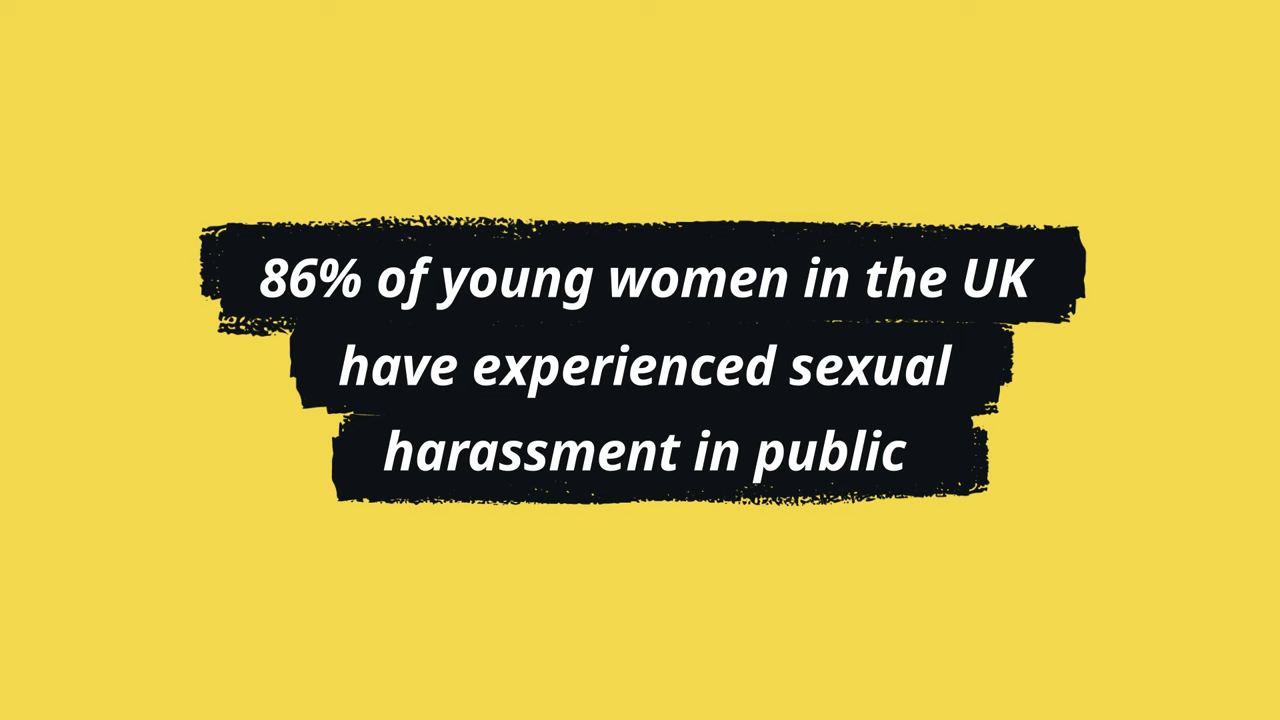 86% of young women in the UK
have experienced sexual
harassment in public